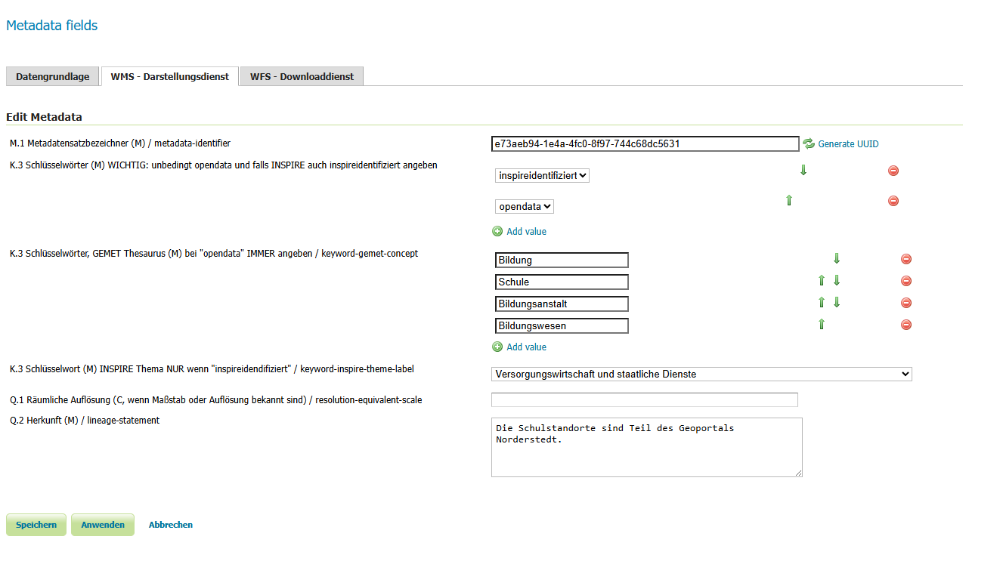 Metadata fields
Datengrundlage WMS - Darstellungsdienst WFS - Downloaddienst
Edit Metadata
M.1 Metadatensatzbezeichner (M) / metadata-identifier e73aeb94-1e4a-4fc0-8f97-744c68dc5631 Generate UUID
K.3 Schlüsselwörter (M) WICHTIG: unbedingt opendata und falls INSPIRE auch inspireidentifiziert angeben
inspireidentifiziert
opendata
Add value
K.3 Schlüsselwörter, GEMET Thesaurus (M) bei "opendata" IMMER angeben / keyword-gemet-concept
Bildung
Schule
Bildungsanstalt
Bildungswesen
Add value
K.3 Schlüsselwort (M) INSPIRE Thema NUR wenn "inspireidendifiziert" / keyword-inspire-theme-label
Versorgungswirtschaft und staatliche Dienste
Q.1 Räumliche Auflösung (C, wenn Maßstab oder Auflösung bekannt sind) / resolution-equivalent-scale
Q.2 Herkunft (M) / lineage-statement
Die Schulstandorte sind Teil des Geoportals
Norderstedt.
Speichern Anwenden Abbrechen